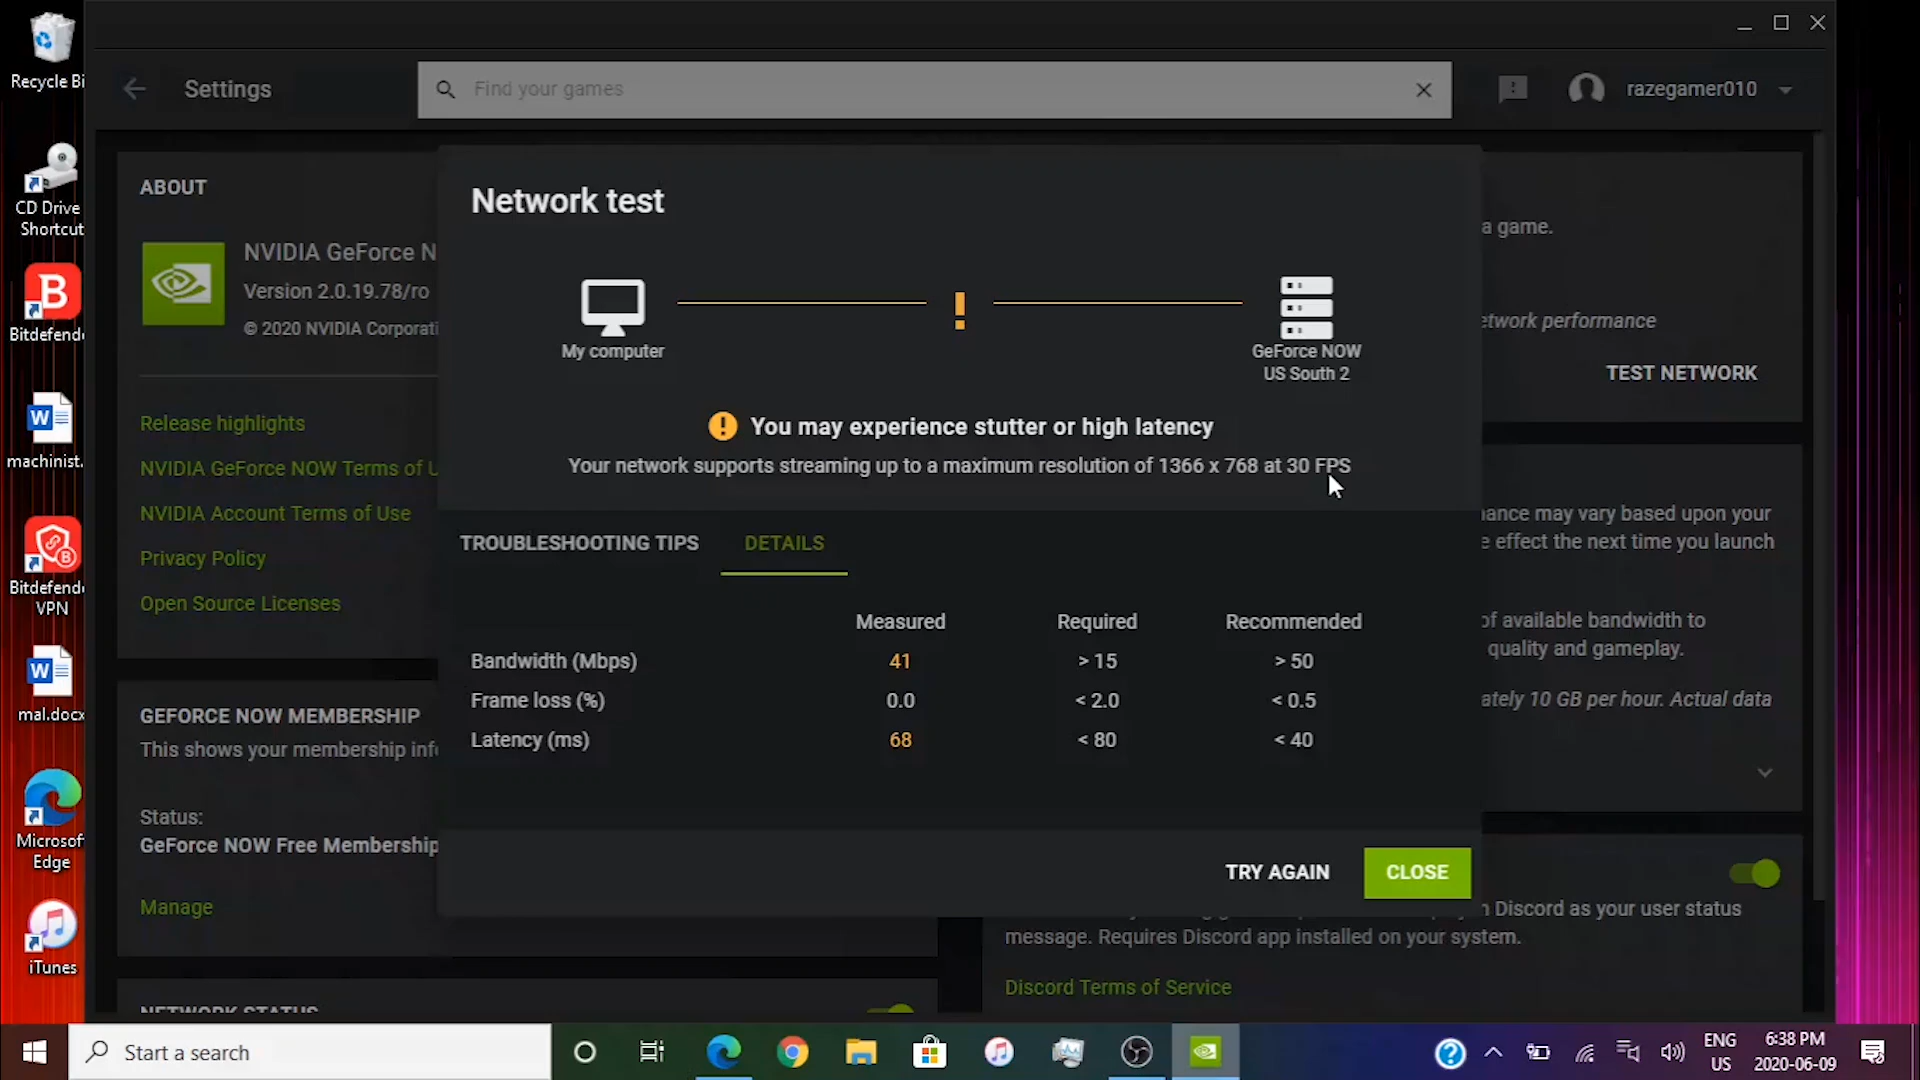 Recycle Bi
CD Drive
Shortcut
Bitdefende
machinist.
Bitdefende
VPN
mal.docx
Microsof
Edge
iTunes
Settings
Find your games
razegamer010
ABOUT
NVIDIA GeForce N
Version 2.0.19.78/ro
© 2020 NVIDIA Corporati
Release highlights
NVIDIA GeForce NOW Terms of U
NVIDIA Account Terms of Use
Privacy Policy
Open Source Licenses
GEFORCE NOW MEMBERSHIP
This shows your membership info
Status:
GeForce NOW Free Membership
Manage
NETWORK STATUS
Network test
My computer
GeForce NOW
US South 2
You may experience stutter or high latency
Your network supports streaming up to a maximum resolution of 1366 x 768 at 30 FPS
TROUBLESHOOTING TIPS
DETAILS
Measured Required Recommended
Bandwidth (Mbps) 41 > 15 > 50
Frame loss (%) 0.0 < 2.0 < 0.5
Latency (ms) 68 < 80 < 40
TRY AGAIN
CLOSE
a game.
etwork performance
TEST NETWORK
nance may vary based upon your
e effect the next time you launch
of available bandwidth to
quality and gameplay.
ately 10 GB per hour. Actual data
n Discord as your user status
message. Requires Discord app installed on your system.
Discord Terms of Service
Start a search
ENG
US
6:38 PM
2020-06-09